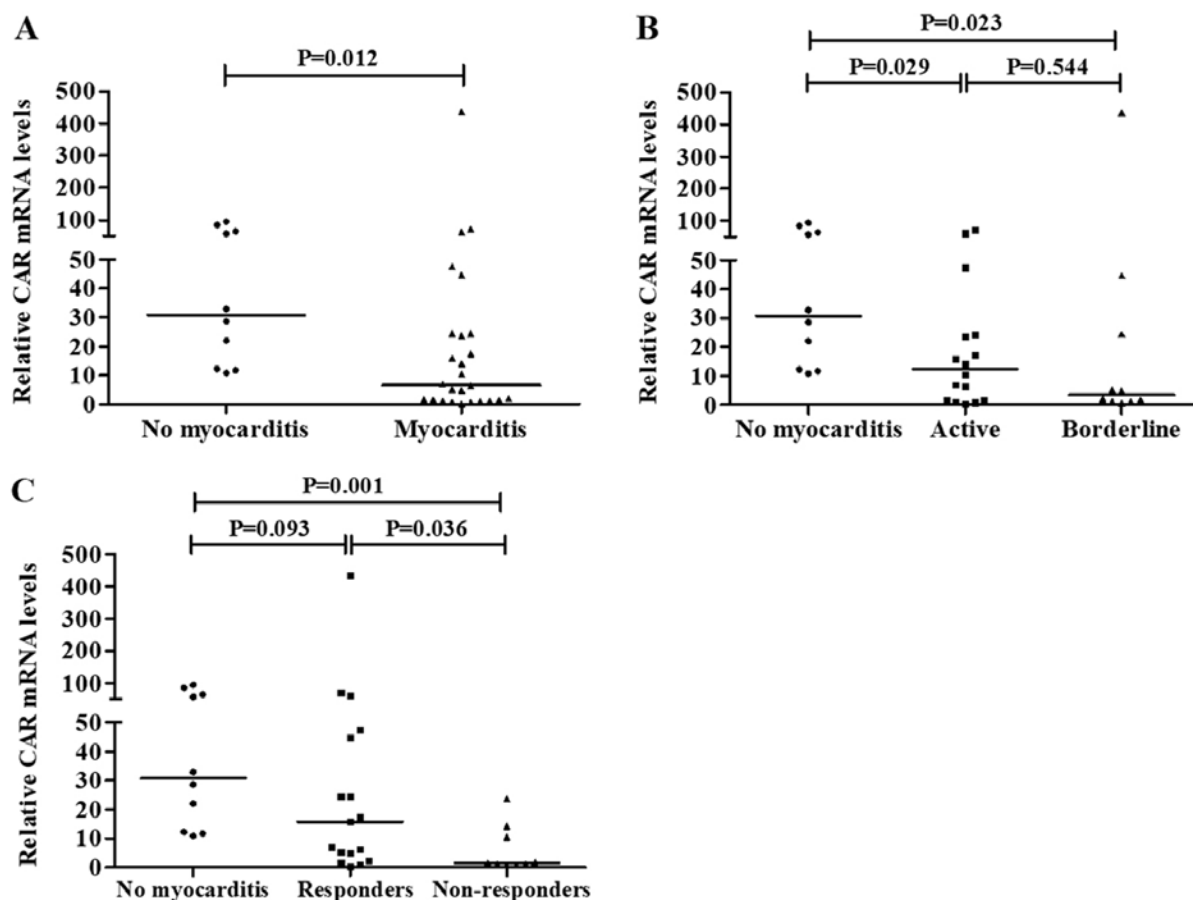 A
P=0.012
Relative CAR mRNA levels
500
400
300
200
100
50
40
30
20
10
0
No myocarditis Myocarditis
B
P=0.023
P=0.029 P=0.544
Relative CAR mRNA levels
500
400
300
200
100
50
40
30
20
10
0
No myocarditis Active Borderline
C
P=0.001
P=0.093 P=0.036
Relative CAR mRNA levels
500
400
300
200
100
50
40
30
20
10
0
No myocarditis Responders Non-responders